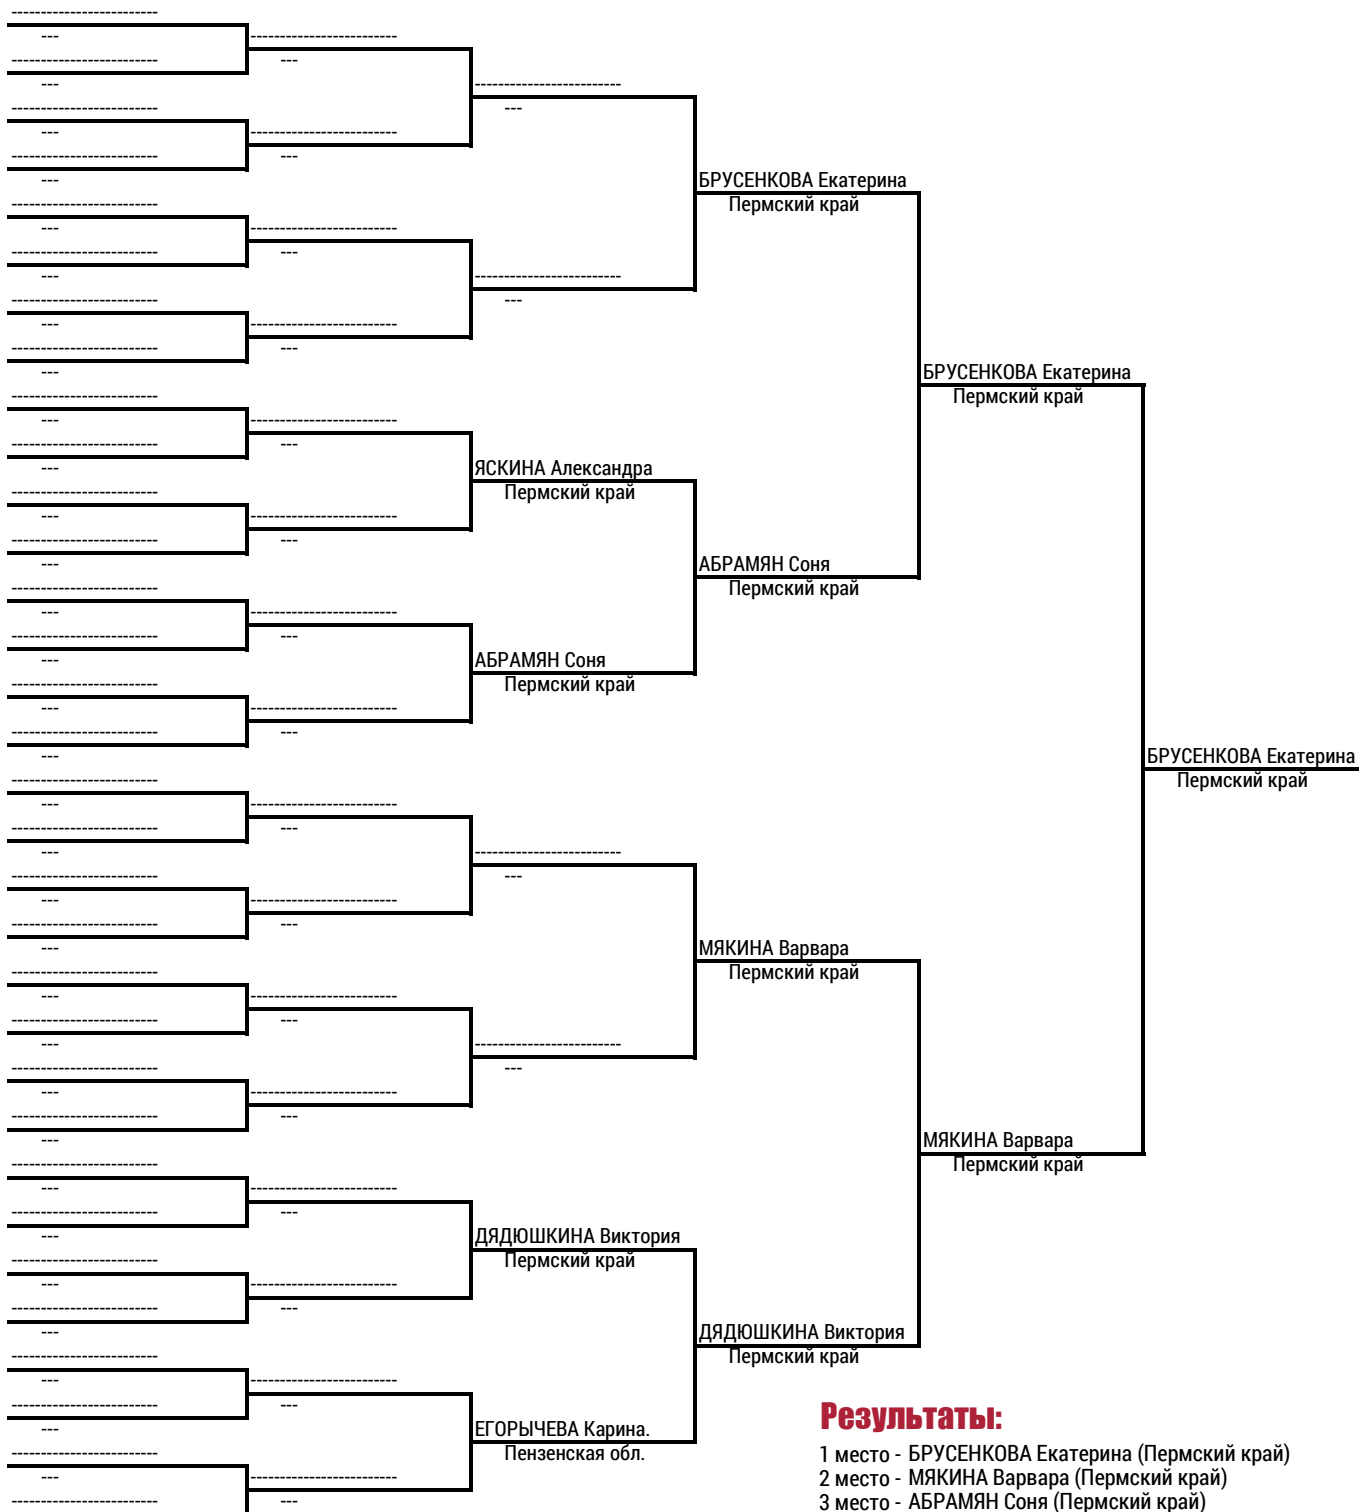 БРУСЕНКОВА Екатерина
Пермский край
БРУСЕНКОВА Екатерина
Пермский край
ЯСКИНА Александра
Пермский край
АБРАМЯН Соня
Пермский край
АБРАМЯН Соня
Пермский край
БРУСЕНКОВА Екатерина
Пермский край
МЯКИНА Варвара
Пермский край
МЯКИНА Варвара
Пермский край
ДЯДЮШКИНА Виктория
Пермский край
ДЯДЮШКИНА Виктория
Пермский край
ЕГОРЫЧЕВА Карина.
Пензенская обл.
Результаты:
1 место - БРУСЕНКОВА Екатерина (Пермский край)
2 место - МЯКИНА Варвара (Пермский край)
3 место - АБРАМЯН Соня (Пермский край)